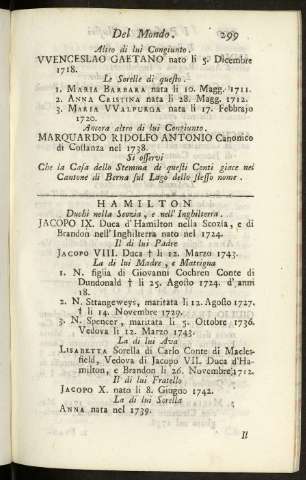 Del Mondo. 299
Altro di lui Congiunto.
VVENCESLAO GAETANO nato li 5. Dicembre
1718.
Le Sorelle di questo.
1. MARIA BARBARA nata li 10. Magg. 1711.
2. ANNA CRISTINA nata li 28. Magg. 1712.
3. MARIA VVALPURGA nata li 17. Febbrajo
1720.
Ancora altro di lui Congiunto.
MARQUARDO RIDOLFO ANTONIO Canonico
di Costanza nel 1738.
Si osservi
Che la Casa dello Stemma di questi Conti giace nel
Cantone di Berna sul Lago dello stesso nome.
HAMILTON
Duchi nella Scozia, e nell'Inghilterra.
JACOPO IX. Duca d'Hamilton nella Scozia, e di
Brandon nell'Inghilterra nato nel 1724.
Il di lui Padre
JACOPO VIII. Duca † li 12. Marzo 1743.
La di lui Madre, e Matrigna
1. N. figlia di Giovanni Cochren Conte di
Dundonald † li 25. Agosto 1724. d'anni
18.
2. N. Strangeways, maritata li 12. Agosto 1727.
† li 14. Novembre 1729.
3. N. Spencer, maritata li 5. Ottobre 1736.
Vedova li 12. Marzo 1743.
La di lui Ava
LISABETTA Sorella di Carlo Conte di Macles-
field, Vedova di Jacopo VII. Duca d'Ha-
milton, e Brandon li 26. Novembre 1712.
Il di lui Fratello
JACOPO X. nato li 8. Giugno 1742.
La di lui Sorella
ANNA nata nel 1739.
Il